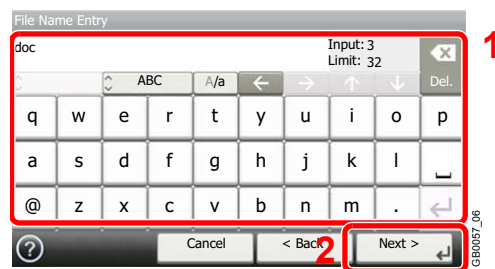 File Name Entry
doc Input: 3
Limit: 32
1
ABC A/a ← → ↑ ↓ Del.
q w e r t y u i o p
a s d f g h j k l
@ z x c v b n m .
? Cancel < Back 2 Next >
GB0057_06